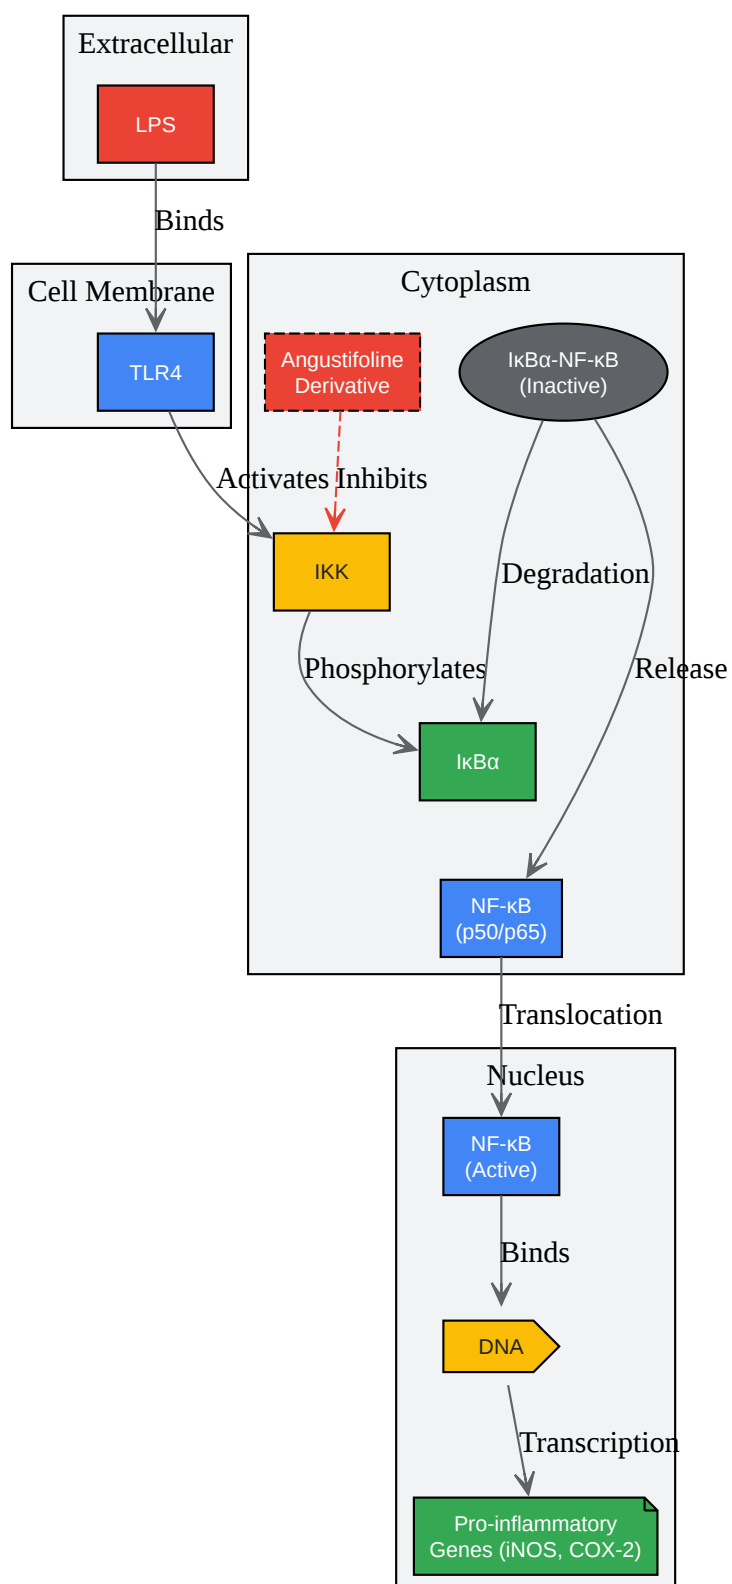 Extracellular
LPS
Binds
Cell Membrane
TLR4
Cytoplasm
Angustifoline
Derivative
IκBα-NF-κB
(Inactive)
Activates
Inhibits
IKK
Degradation
Phosphorylates
Release
IκBα
NF-κB
(p50/p65)
Translocation
Nucleus
NF-κB
(Active)
Binds
DNA
Transcription
Pro-inflammatory
Genes (iNOS, COX-2)